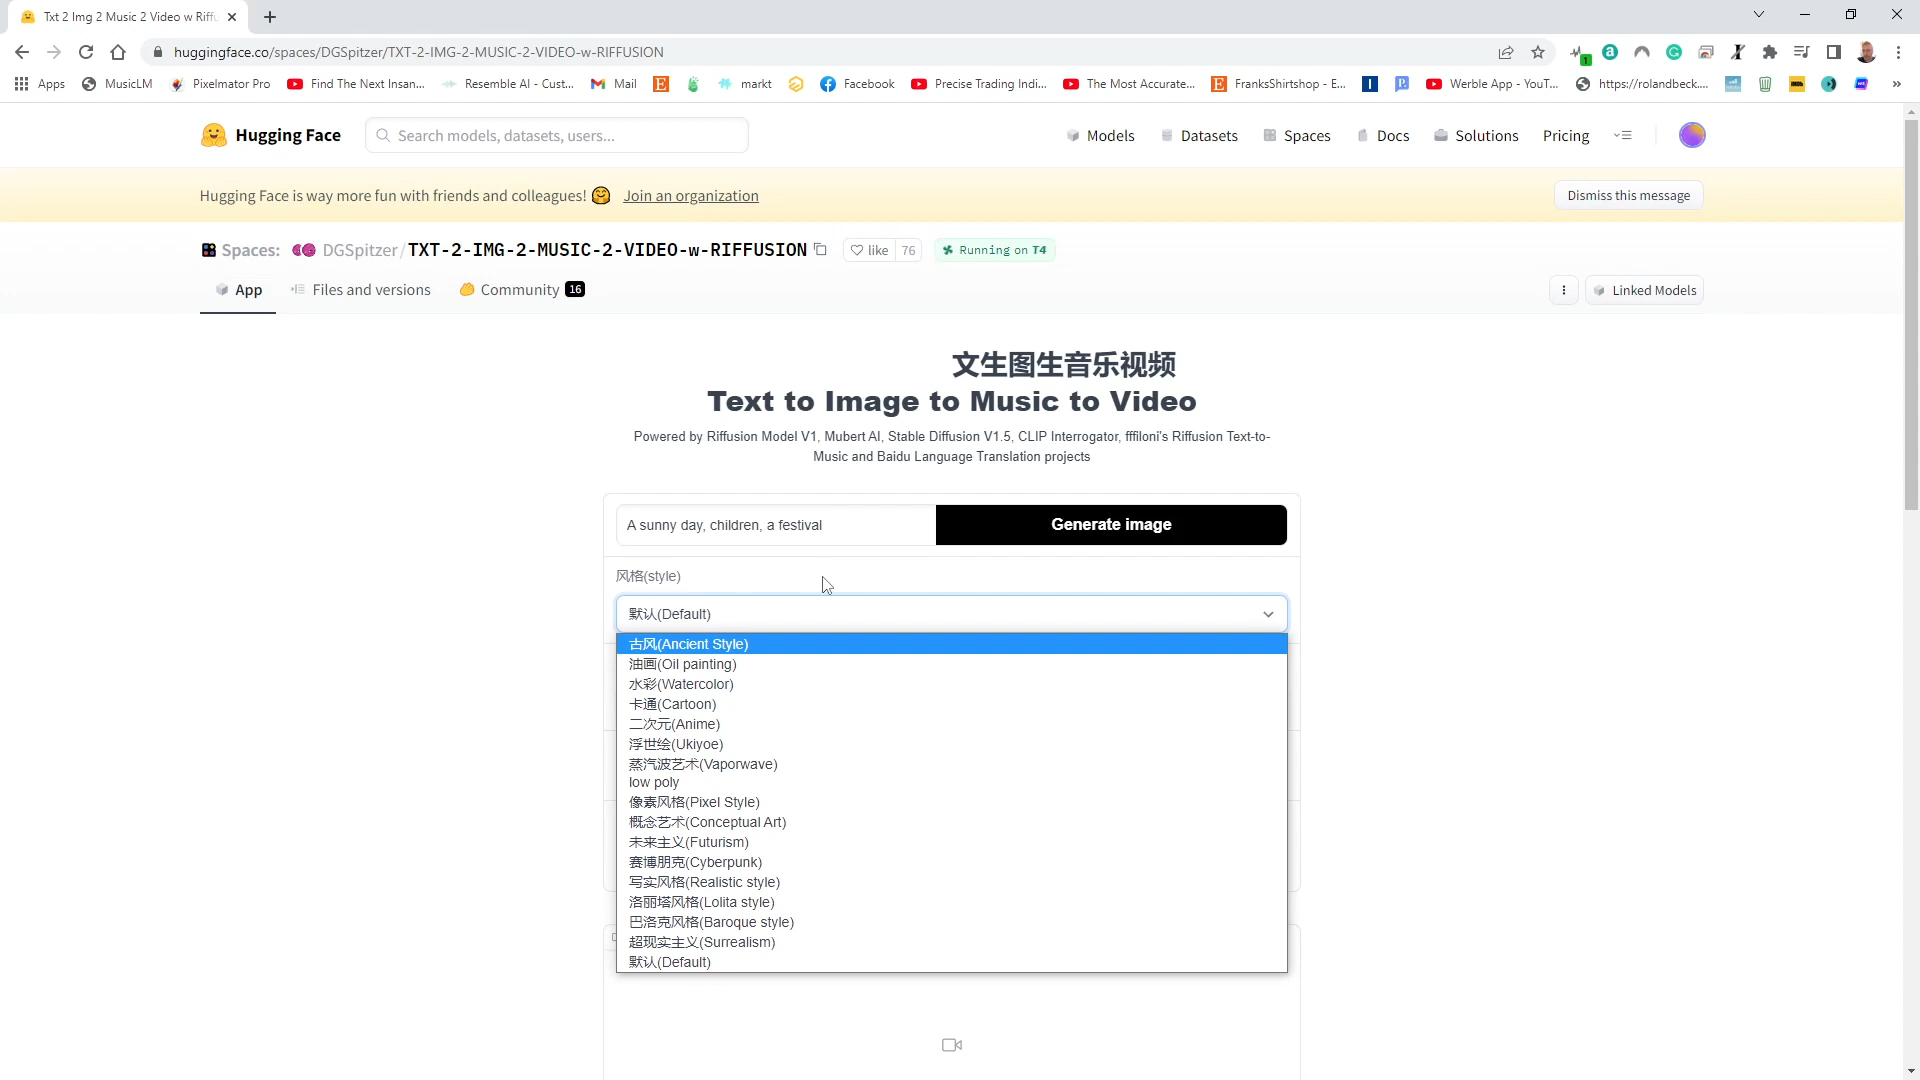 Txt 2 Img 2 Music 2 Video w Riffu
huggingface.co/spaces/DGSpitzer/TXT-2-IMG-2-MUSIC-2-VIDEO-w-RIFFUSION
1
Apps MusicLM Pixelmator Pro Find The Next Insan... Resemble AI - Cust... Mail markt Facebook Precise Trading Indi... The Most Accurate... FranksShirtshop - E... Werble App - YouT... https://rolandbeck.... »
Hugging Face Search models, datasets, users... Models Datasets Spaces Docs Solutions Pricing
Hugging Face is way more fun with friends and colleagues! Join an organization Dismiss this message
Spaces: DGSpitzer/TXT-2-IMG-2-MUSIC-2-VIDEO-w-RIFFUSION like 76 Running on T4
App Files and versions Community 16 Linked Models
文生图生音乐视频
Text to Image to Music to Video
Powered by Riffusion Model V1, Mubert AI, Stable Diffusion V1.5, CLIP Interrogator, fffiloni's Riffusion Text-to-
Music and Baidu Language Translation projects
A sunny day, children, a festival Generate image
风格(style)
默认(Default)
古风(Ancient Style)
油画(Oil painting)
水彩(Watercolor)
卡通(Cartoon)
二次元(Anime)
浮世绘(Ukiyoe)
蒸汽波艺术(Vaporwave)
low poly
像素风格(Pixel Style)
概念艺术(Conceptual Art)
未来主义(Futurism)
赛博朋克(Cyberpunk)
写实风格(Realistic style)
洛丽塔风格(Lolita style)
巴洛克风格(Baroque style)
超现实主义(Surrealism)
默认(Default)